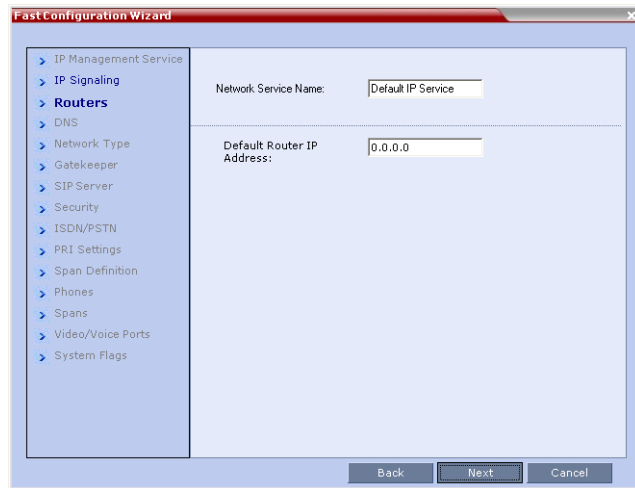 Fast Configuration Wizard
IP Management Service
IP Signaling
Routers
DNS
Network Type
Gatekeeper
SIP Server
Security
ISDN/PSTN
PRI Settings
Span Definition
Phones
Spans
Video/Voice Ports
System Flags
Network Service Name: Default IP Service
Default Router IP
Address:
0.0.0.0
Back Next Cancel